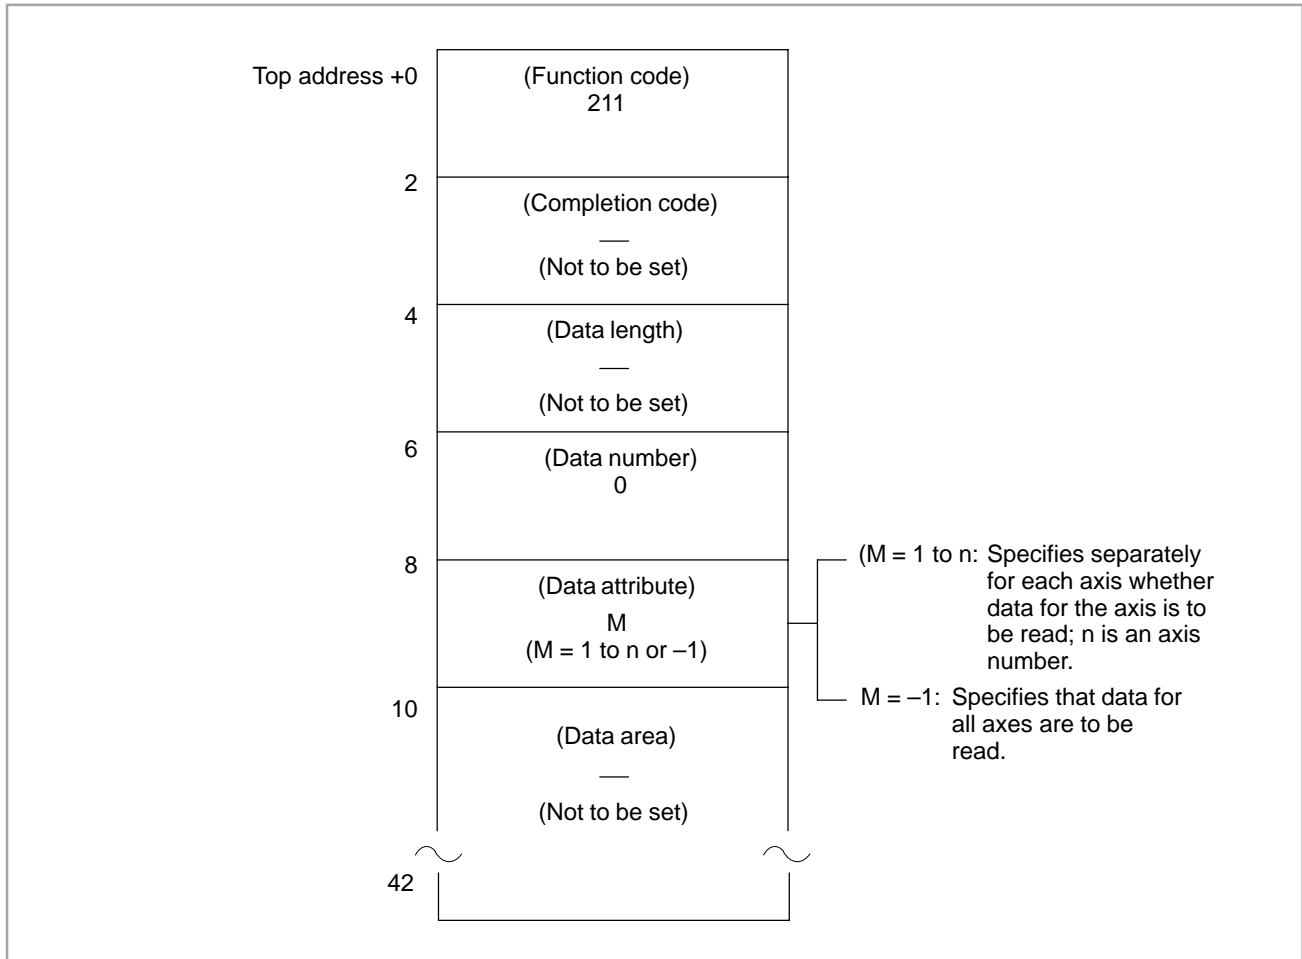 Top address +0
(Function code)
211
2
(Completion code)
—
(Not to be set)
4
(Data length)
—
(Not to be set)
6
(Data number)
0
8
(Data attribute)
M
(M = 1 to n or –1)
(M = 1 to n: Specifies separately
for each axis whether
data for the axis is to
be read; n is an axis
number.
M = –1: Specifies that data for
all axes are to be
read.
10
(Data area)
—
(Not to be set)
42